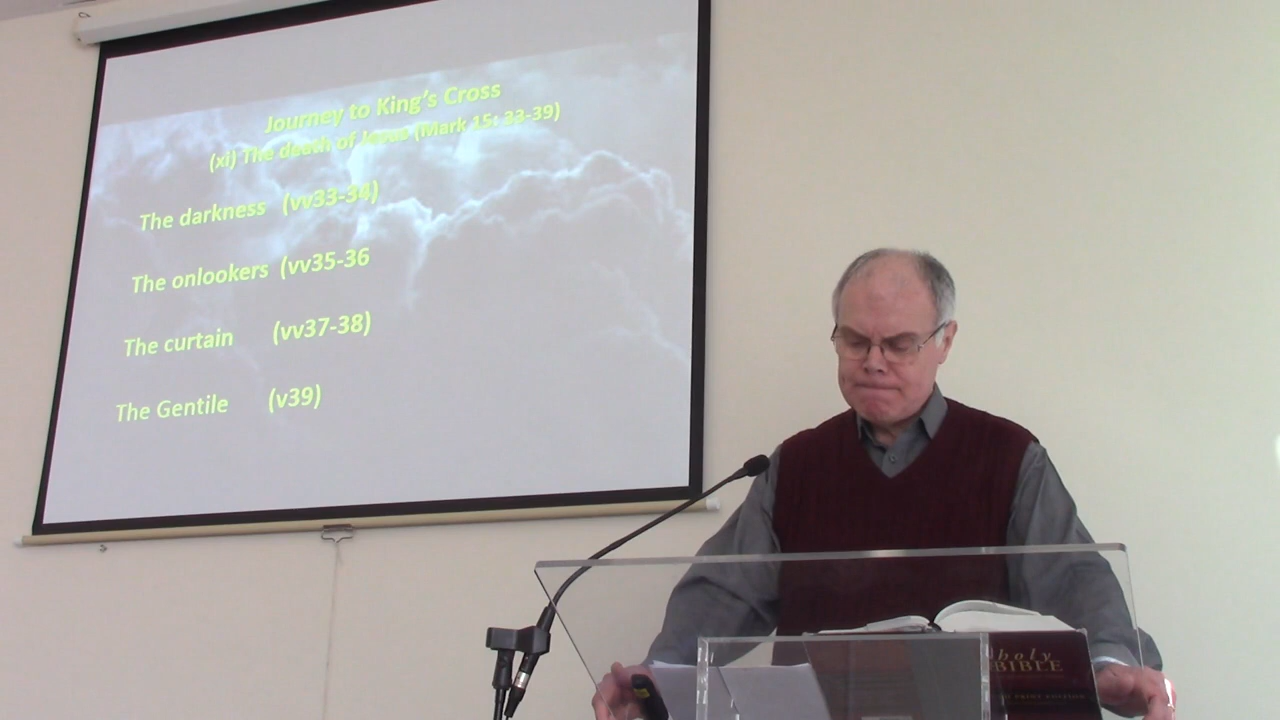 Journey to King's Cross
(xi) The death of Jesus (Mark 15: 33-39)
The darkness (vv33-34)
The onlookers (vv35-36
The curtain (vv37-38)
The Gentile (v39)
holy
BIBLE